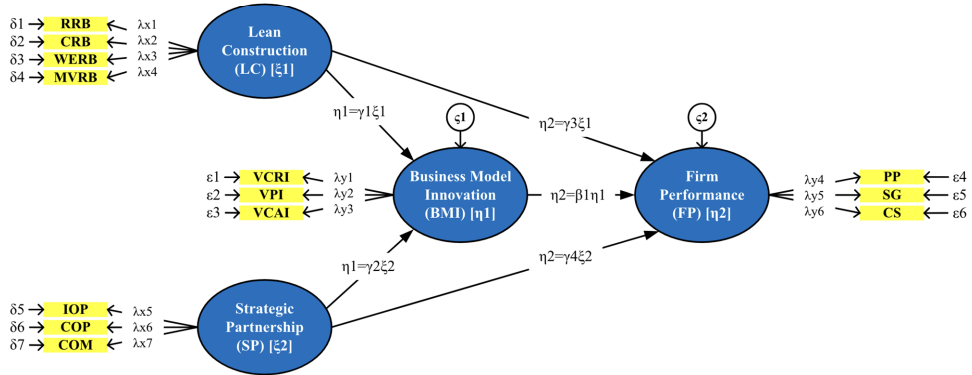 δ1 RRB λx1
δ2 CRB λx2
δ3 WERB λx3
δ4 MVRB λx4
Lean
Construction
(LC) [ξ1]
η1=γ1ξ1
η2=γ3ξ1
ς1
ς2
ε1 VCRI λy1
ε2 VPI λy2
ε3 VCAI λy3
Business Model
Innovation
(BMI) [η1]
η2=β1η1
Firm
Performance
(FP) [η2]
λy4 PP ε4
λy5 SG ε5
λy6 CS ε6
η1=γ2ξ2
η2=γ4ξ2
δ5 IOP λx5
δ6 COP λx6
δ7 COM λx7
Strategic
Partnership
(SP) [ξ2]